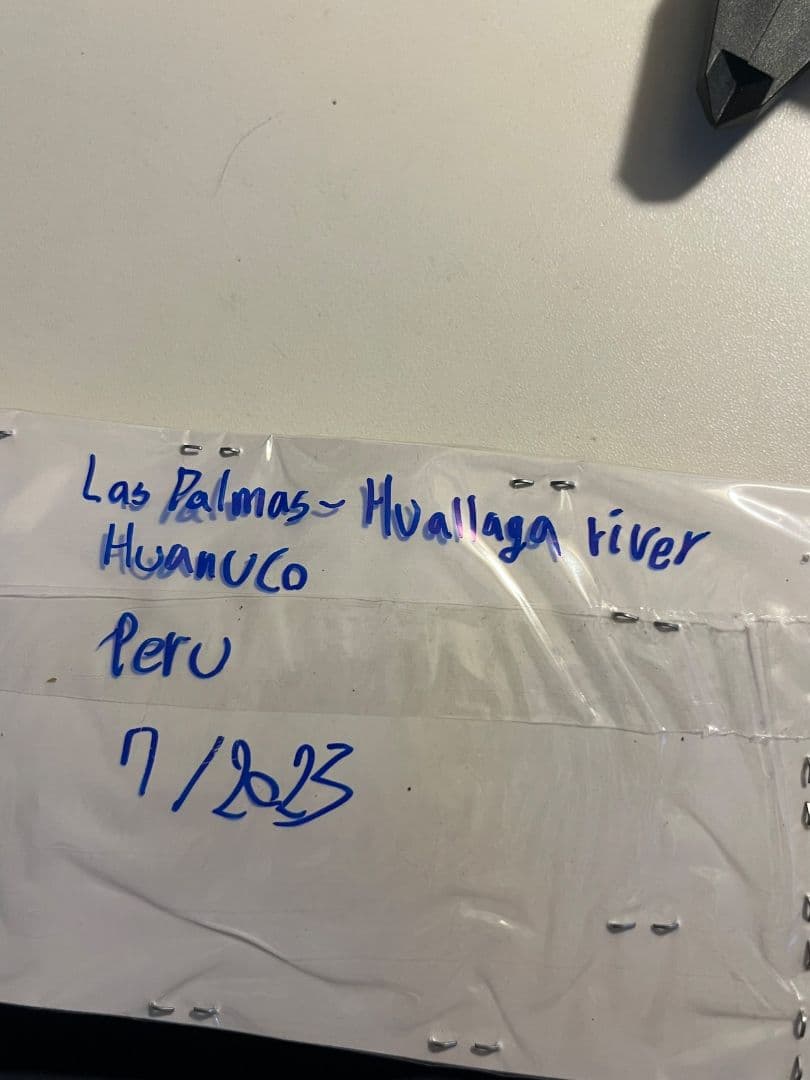 Las Palmas - Huallaga river
Huanuco
Peru
7/2023